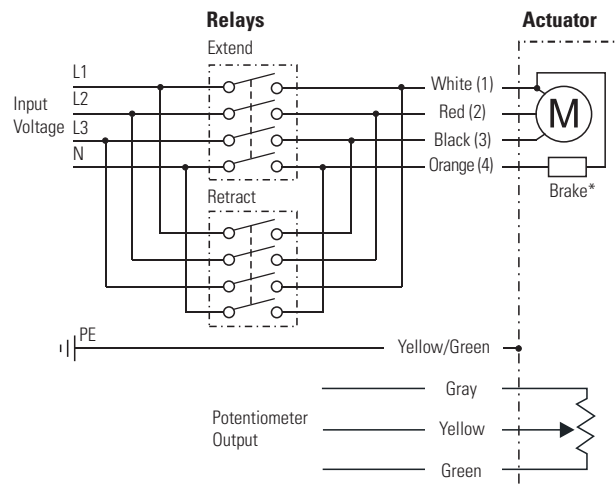 Relays
Actuator
Extend
Input
Voltage
L1
L2
L3
N
White (1)
Red (2)
Black (3)
Orange (4)
M
Brake*
Retract
PE
Yellow/Green
Potentiometer
Output
Gray
Yellow
Green